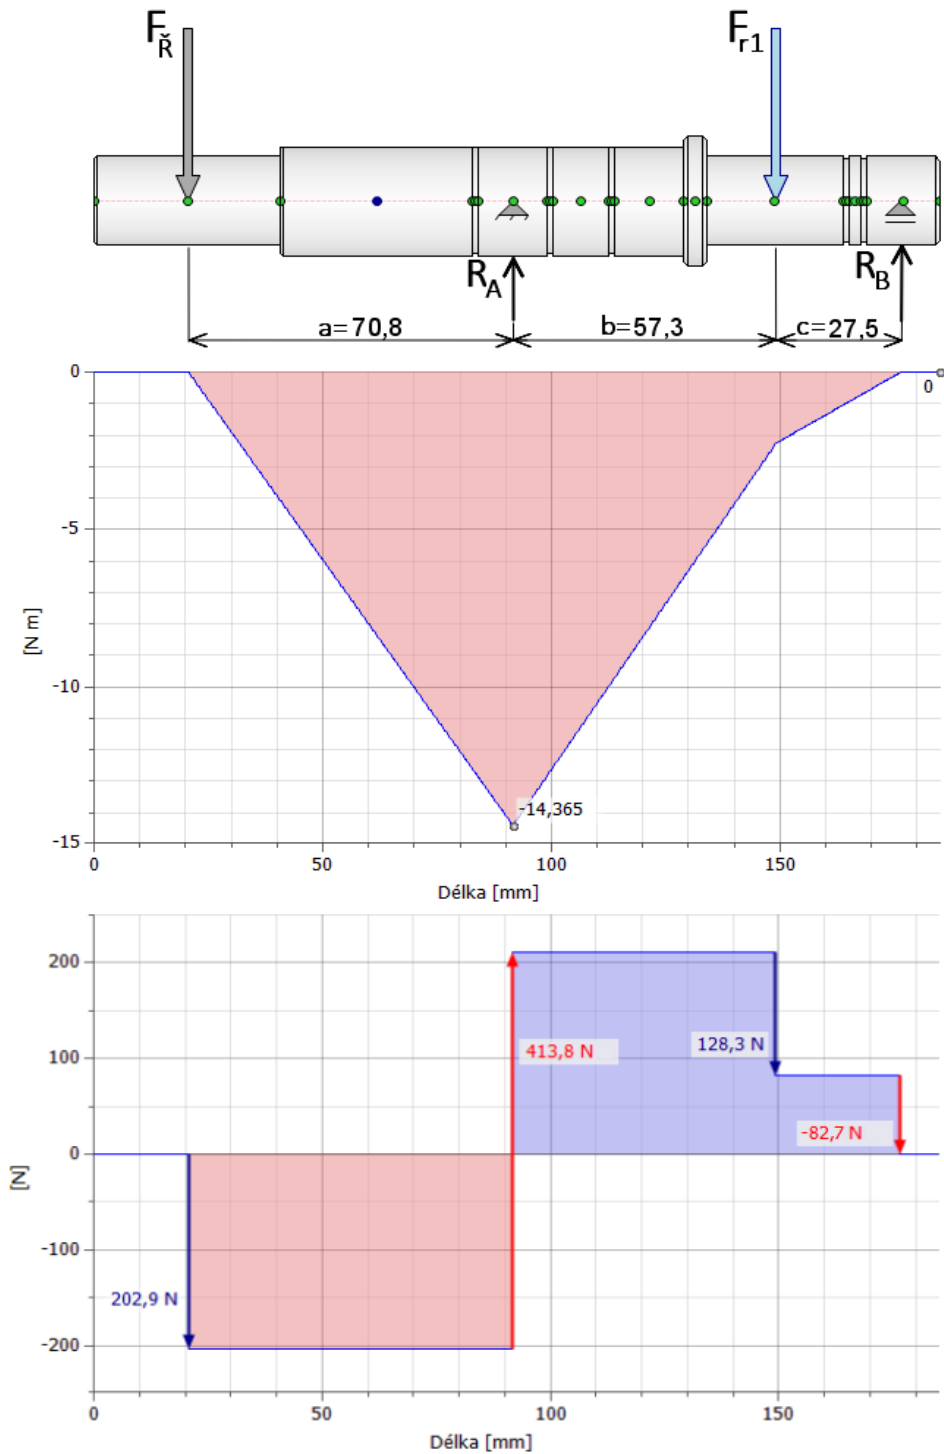 FŘ
Fr1
RA
RB
a=70,8
b=57,3
c=27,5
0
0
-5
[N m]
-10
-14,365
-15
0
50
100
150
Délka [mm]
200
100
413,8 N
128,3 N
-82,7 N
0
[N]
-100
202,9 N
-200
0
50
100
150
Délka [mm]